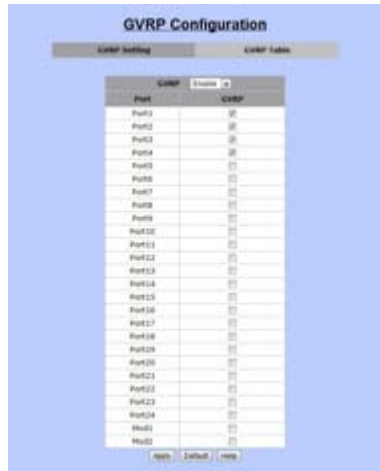 GVRP Configuration
GVRP Setting GVRP Table
GVRP Enable
Port GVRP
Port1
Port2
Port3
Port4
Port5
Port6
Port7
Port8
Port9
Port10
Port11
Port12
Port13
Port14
Port15
Port16
Port17
Port18
Port19
Port20
Port21
Port22
Port23
Port24
Mod1
Mod2
Apply Default Help